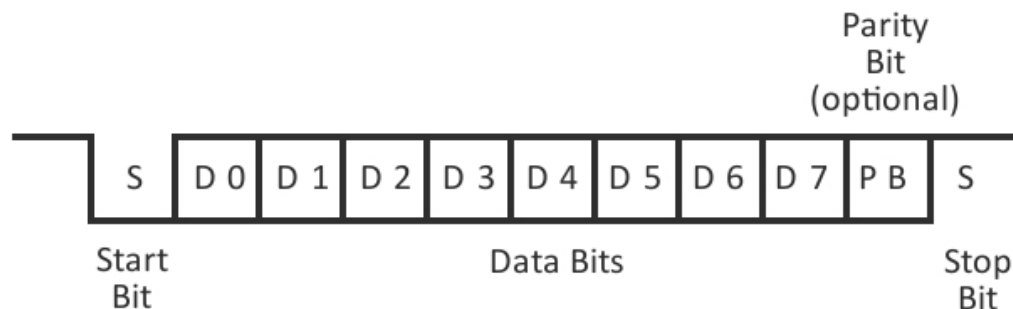 Parity
Bit
(optional)
S D 0 D 1 D 2 D 3 D 4 D 5 D 6 D 7 P B S
Start
Bit
Data Bits
Stop
Bit